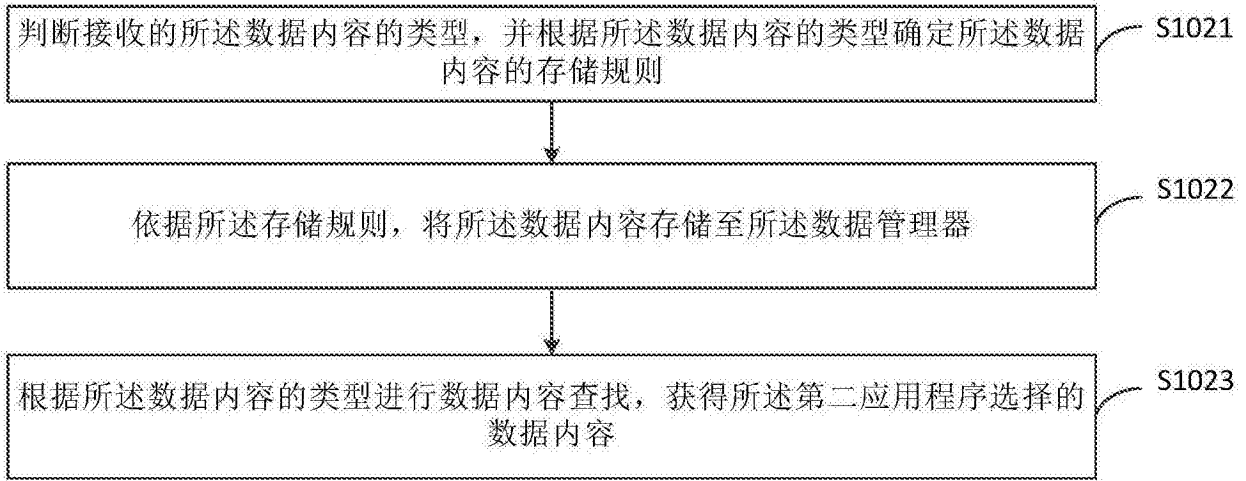 判断接收的所述数据内容的类型，并根据所述数据内容的类型确定所述数据
内容的存储规则
S1021
依据所述存储规则，将所述数据内容存储至所述数据管理器
S1022
根据所述数据内容的类型进行数据内容查找，获得所述第二应用程序选择的
数据内容
S1023